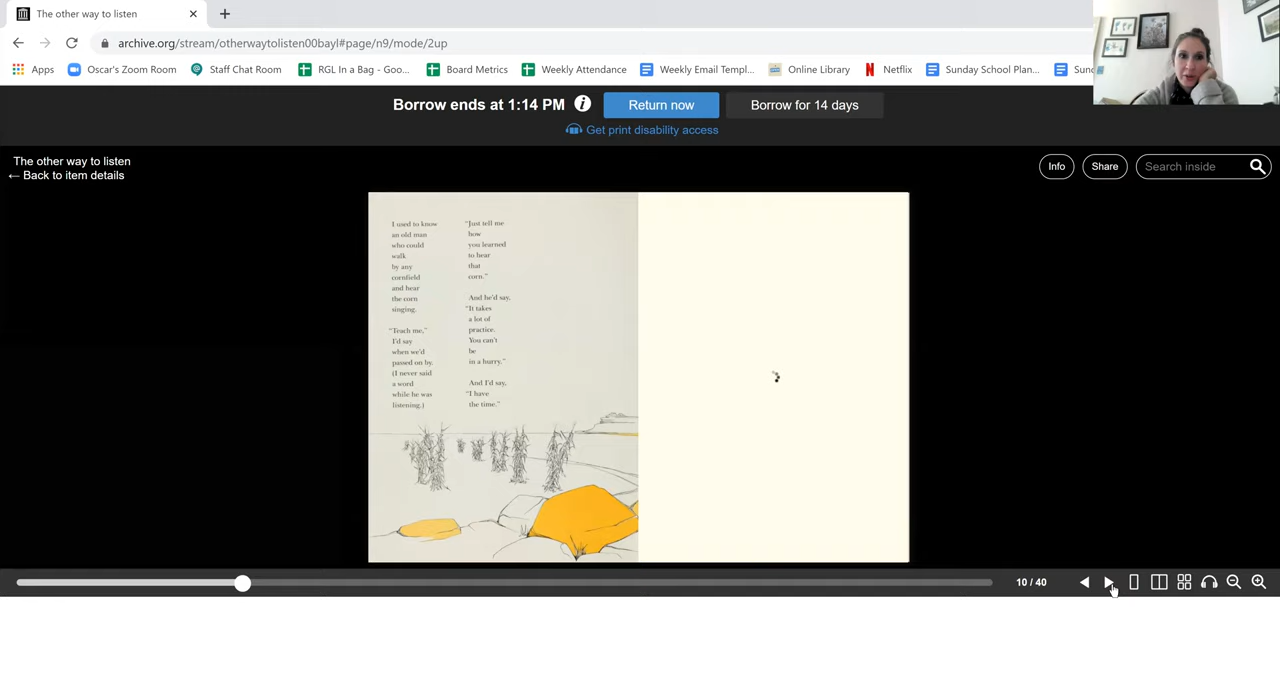 The other way to listen
archive.org/stream/otherwaytolisten00bayl#page/n9/mode/2up
Apps
Oscar's Zoom Room
Staff Chat Room
RGL In a Bag - Goo...
Board Metrics
Weekly Attendance
Weekly Email Templ...
Online Library
Netflix
Sunday School Plan...
Borrow ends at 1:14 PM
Return now
Borrow for 14 days
Get print disability access
The other way to listen
← Back to item details
Info
Share
Search inside
I used to know
an old man
who could
walk
by any
cornfield
and hear
the corn
singing.
"Teach me,"
I'd say
when we'd
passed on by.
(I never said
a word
while he was
listening.)
"Just tell me
how
you learned
to hear
that
corn."
And he'd say,
"It takes
a lot of
practice.
You can't
be
in a hurry."
And I'd say,
"I have
the time."
10 / 40